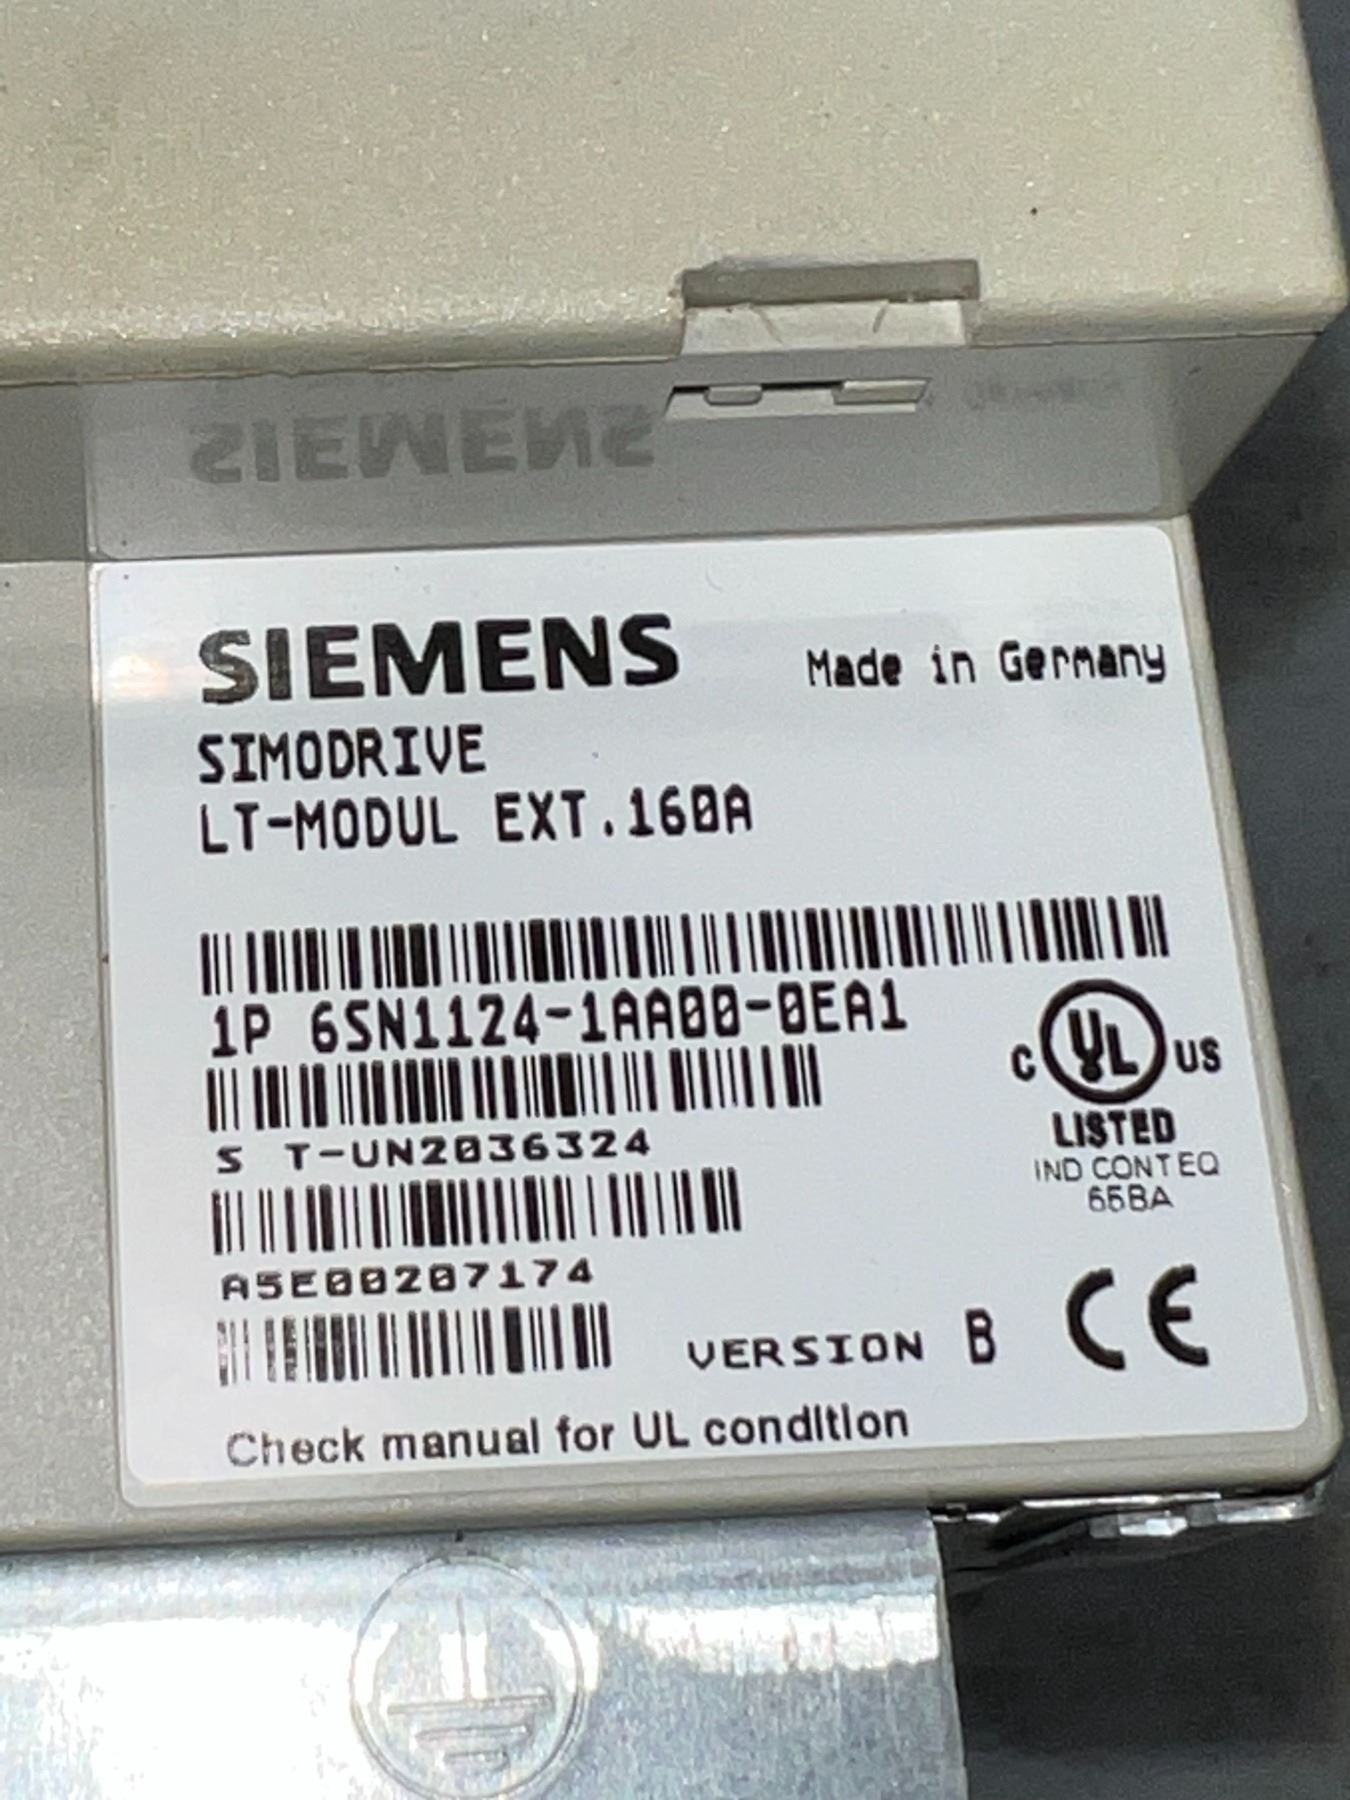 SIEMENS
SIEMENS Made in Germany
SIMODRIVE
LT-MODUL EXT.160A
1P 6SN1124-1AA00-0EA1
C UL US
LISTED
IND CONT EQ
S T-UN2036324
A5E00207174
VERSION B CE
Check manual for UL condition